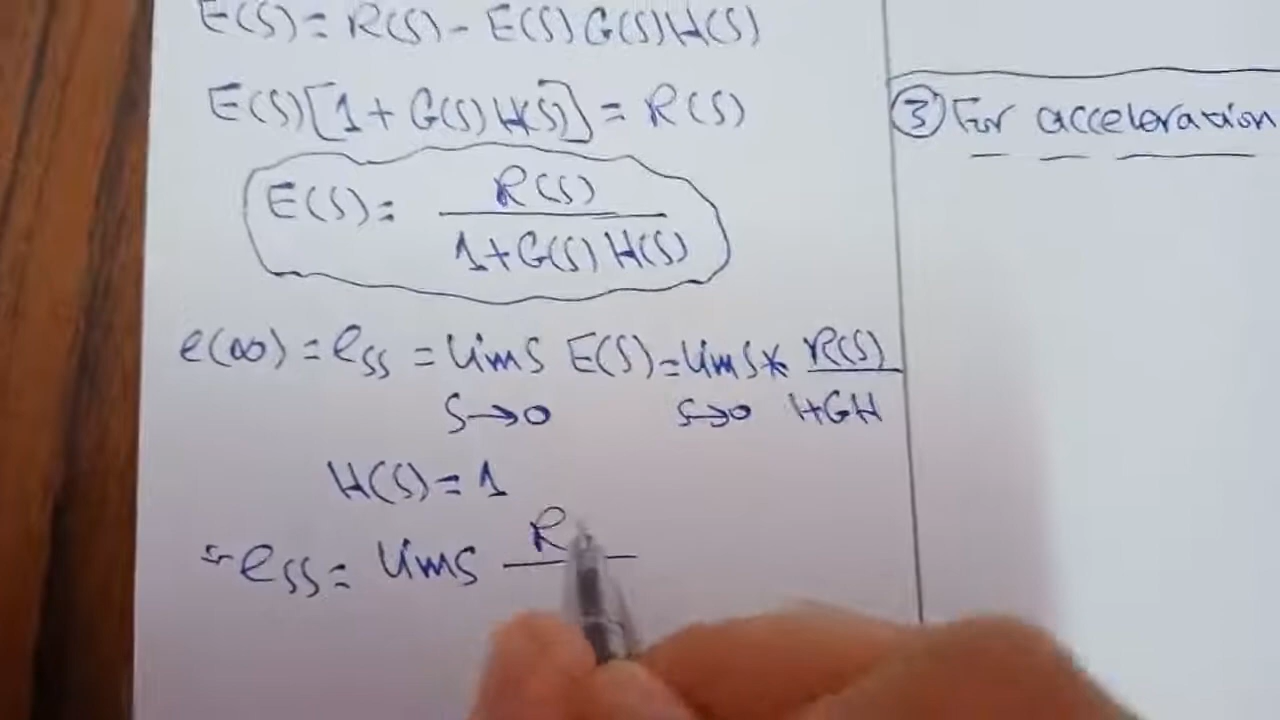 E(S) = R(S) - E(S) G(S) H(S)
E(S)[1 + G(S) H(S)] = R(S)
E(S) = R(S) / 1 + G(S) H(S)
e(∞) = ess = lim S E(S) = lim S * R(S) / 1+GH
S→0 S→0
H(S) = 1
ess = lim S R
③ For acceleration